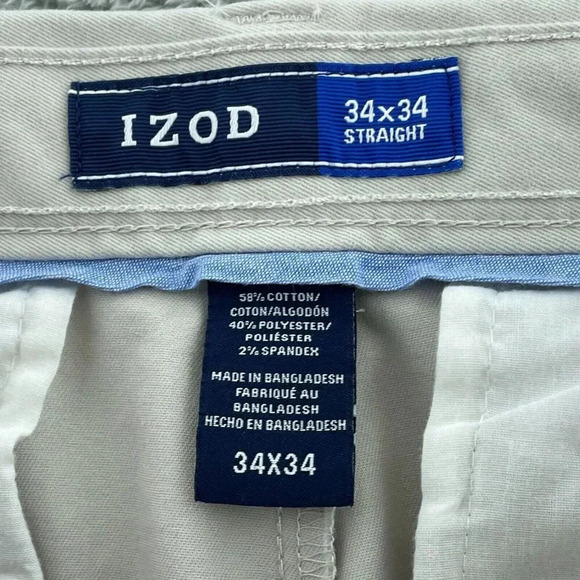 IZOD
34x34
STRAIGHT
58% COTTON/
COTON/ALGODÓN
40% POLYESTER/
POLIÉSTER
2% SPANDEX
MADE IN BANGLADESH
FABRIQUÉ AU
BANGLADESH
HECHO EN BANGLADESH
34X34